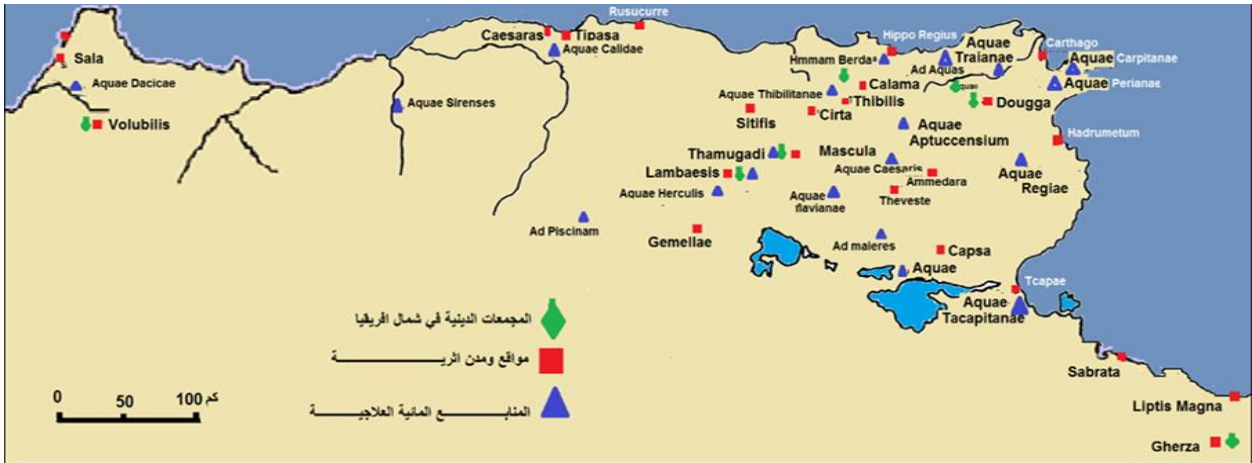 Rusucurre
Caesaras
Tipasa
Hippo Regius
Aquae
Traianae
Carthago
Sala
Aquae Calidae
Hmmam Berda
Ad Aquas
Aquae
Carpitanae
Aquae Dacicae
Aquae Sirenses
Aquae Thibilitanae
Calama
Aquae
Perianae
Volubilis
Sitifis
Cirta
Thibilis
Dougga
Aquae
Aptuccensium
Hadrumetum
Thamugadi
Mascula
Lambaesis
Aquae Caesaris
Ammedara
Aquae
Regiae
Aquae Herculis
Aquae
flavianae
Theveste
Ad Piscinam
Gemellae
Ad maieres
Capsa
Aquae
Tcapae
Aquae
Tacapitanae
المجمعات الدينية في شمال افريقيا
مواقع ومدن اثريـــــــــــــة
المنابـــــــــع المائية العلاجيـــــــة
0 50 100 كم
Sabrata
Liptis Magna
Gherza